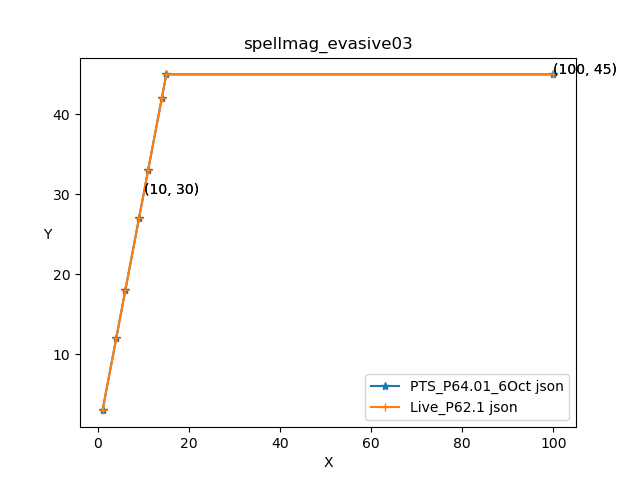 spellmag_evasive03
(100, 45)
40
(10, 30)
30
Y
20
10
PTS_P64.01_6Oct json
Live_P62.1 json
0 20 40 60 80 100
X